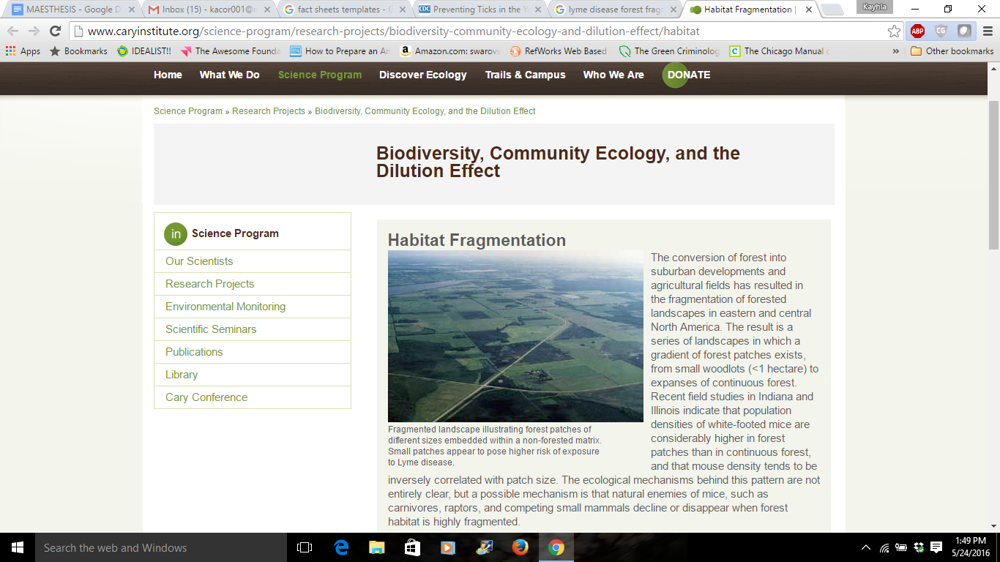 MAESTHESIS - Google D
Inbox (15) - kacor001@
fact sheets templates - G
CDC Preventing Ticks in the Y
lyme disease forest frag
Habitat Fragmentation |
Kayhla
www.caryinstitute.org/science-program/research-projects/biodiversity-community-ecology-and-dilution-effect/habitat
ABP
CG
Apps
Bookmarks
IDEALIST!!
The Awesome Founda
How to Prepare an An
a Amazon.com: swarovs
RefWorks Web Based
The Green Criminolog
C The Chicago Manual
»
Other bookmarks
Home What We Do Science Program Discover Ecology Trails & Campus Who We Are DONATE
Science Program » Research Projects » Biodiversity, Community Ecology, and the Dilution Effect
Biodiversity, Community Ecology, and the
Dilution Effect
in Science Program
Our Scientists
Research Projects
Environmental Monitoring
Scientific Seminars
Publications
Library
Cary Conference
Habitat Fragmentation
Fragmented landscape illustrating forest patches of
different sizes embedded within a non-forested matrix.
Small patches appear to pose higher risk of exposure
to Lyme disease.
The conversion of forest into
suburban developments and
agricultural fields has resulted in
the fragmentation of forested
landscapes in eastern and central
North America. The result is a
series of landscapes in which a
gradient of forest patches exists,
from small woodlots (<1 hectare) to
expanses of continuous forest.
Recent field studies in Indiana and
Illinois indicate that population
densities of white-footed mice are
considerably higher in forest
patches than in continuous forest,
and that mouse density tends to be
inversely correlated with patch size. The ecological mechanisms behind this pattern are not
entirely clear, but a possible mechanism is that natural enemies of mice, such as
carnivores, raptors, and competing small mammals decline or disappear when forest
habitat is highly fragmented.
Search the web and Windows
1:49 PM
5/24/2016